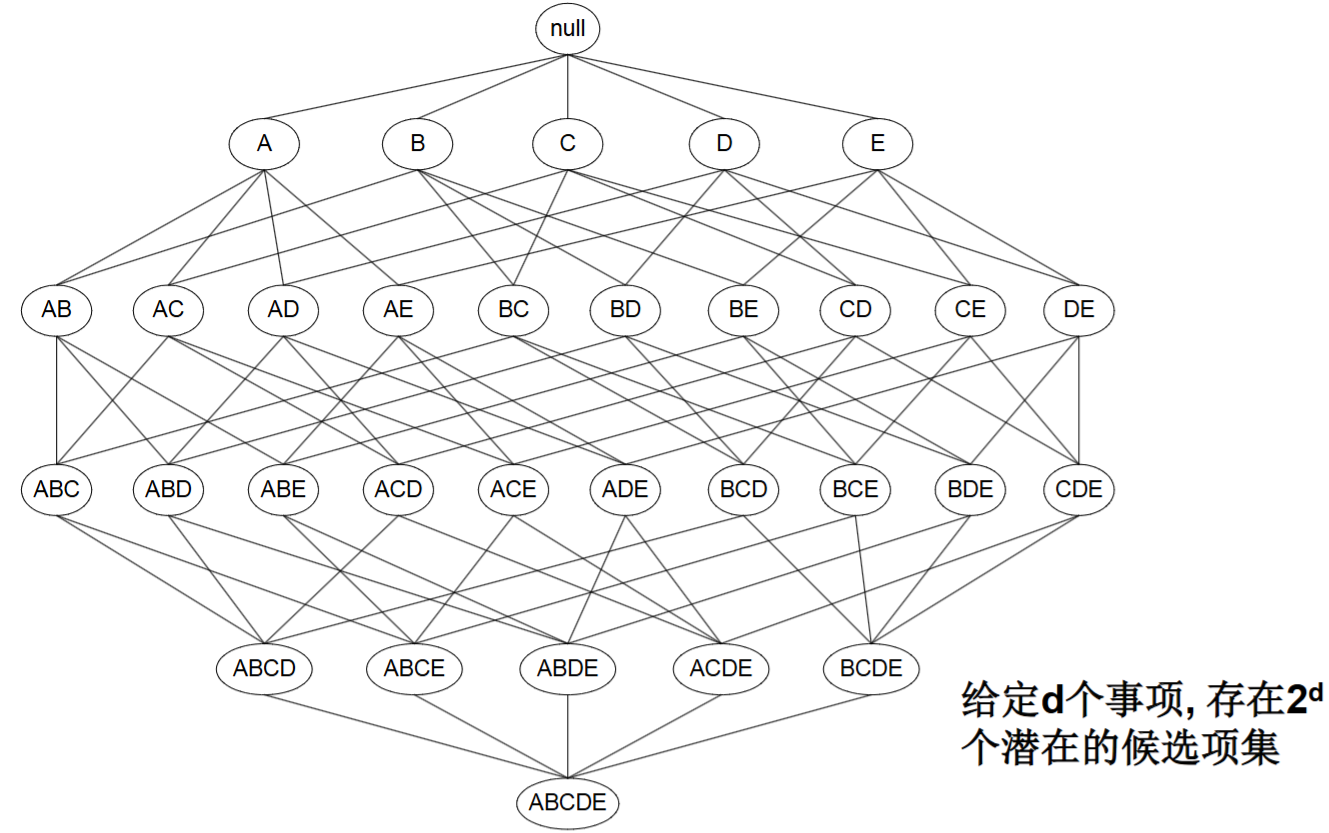 null
A B C D E
AB AC AD AE BC BD BE CD CE DE
ABC ABD ABE ACD ACE ADE BCD BCE BDE CDE
ABCD ABCE ABDE ACDE BCDE
给定d个事项, 存在2ᵈ
个潜在的候选项集
ABCDE